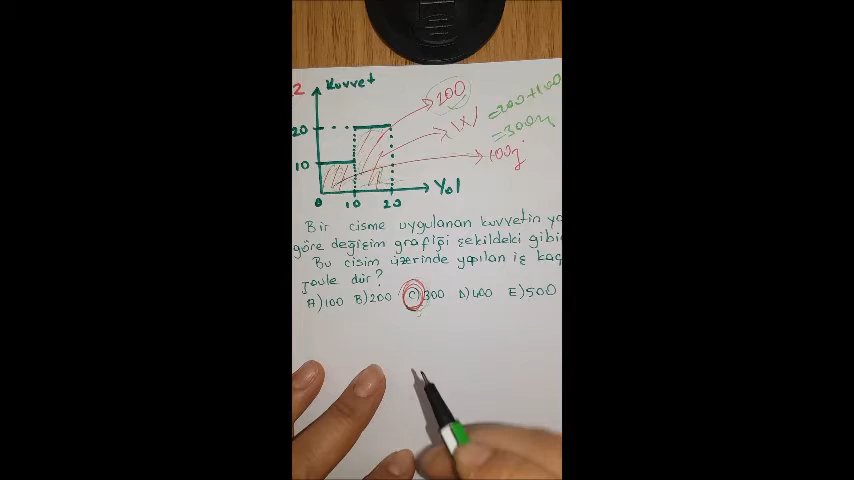 2 Kuvvet
200
=200+100
=300J
20
|X|
10
100J
0 10 20 Yol
Bir cisme uygulanan kuvvetin yo
göre değişim grafiği şekildeki gibi
Bu cisim üzerinde yapılan iş kaç
joule dür?
A)100 B)200 C)300 D)400 E)500